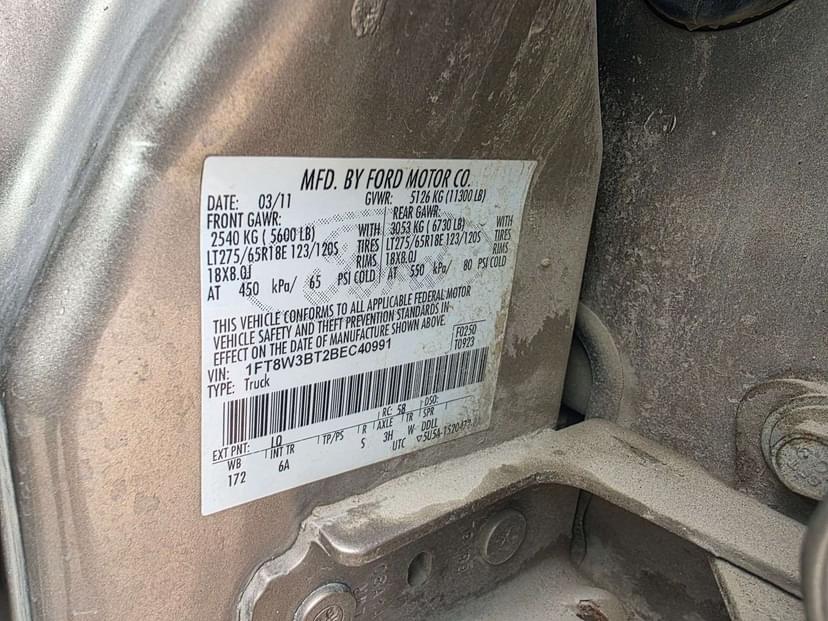 MFD. BY FORD MOTOR CO.
DATE: 03/11 GVWR: 5126 KG (11300 LB)
FRONT GAWR: REAR GAWR:
2540 KG ( 5600 LB) WITH 3053 KG ( 6730 LB) WITH
LT275/65R18E 123/120S TIRES LT275/65R18E 123/120S TIRES
18X8.0J RIMS 18X8.0J RIMS
AT 450 kPa/ 65 PSI COLD AT 550 kPa/ 80 PSI COLD
THIS VEHICLE CONFORMS TO ALL APPLICABLE FEDERAL MOTOR
VEHICLE SAFETY AND THEFT PREVENTION STANDARDS IN
EFFECT ON THE DATE OF MANUFACTURE SHOWN ABOVE.
VIN: 1FT8W3BT2BEC40991 F0250
TYPE: Truck T0923
EXT PNT: LQ RC: 58 DSO:
WB INT TR TP/PS R AXLE TR SPR
172 6A S 3H W DDLL
UTC